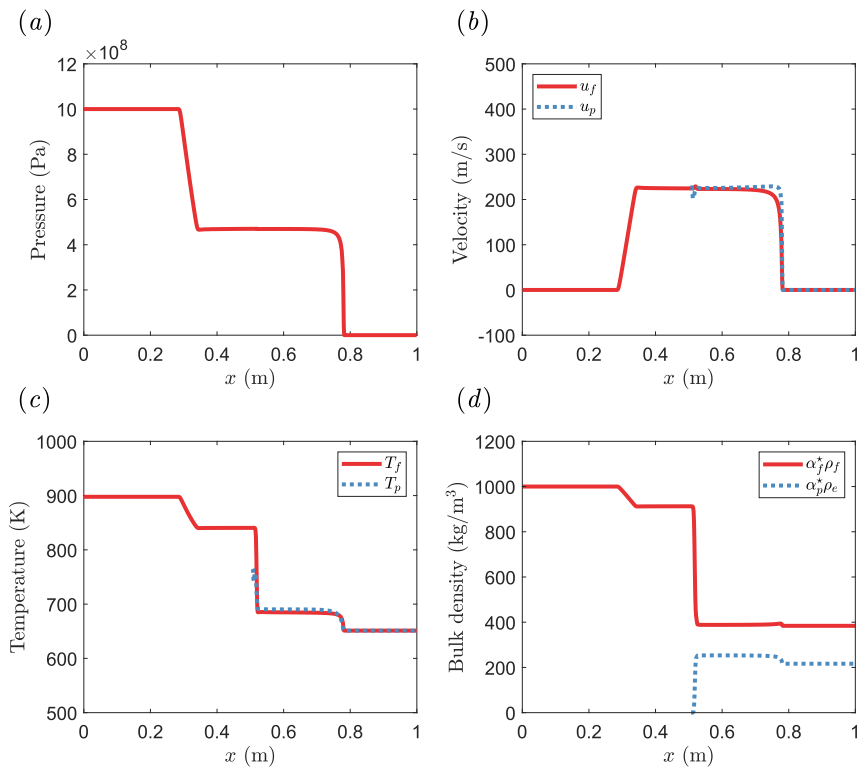 (a)
×10⁸
12
10
8
6
4
2
0
0 0.2 0.4 0.6 0.8 1
Pressure (Pa)
x (m)
(b)
500
400
300
200
100
0
-100
0 0.2 0.4 0.6 0.8 1
Velocity (m/s)
x (m)
u_f
u_p
(c)
1000
900
800
700
600
500
0 0.2 0.4 0.6 0.8 1
Temperature (K)
x (m)
T_f
T_p
(d)
1200
1000
800
600
400
200
0
0 0.2 0.4 0.6 0.8 1
Bulk density (kg/m³)
x (m)
α_f^⋆ρ_f
α_p^⋆ρ_e